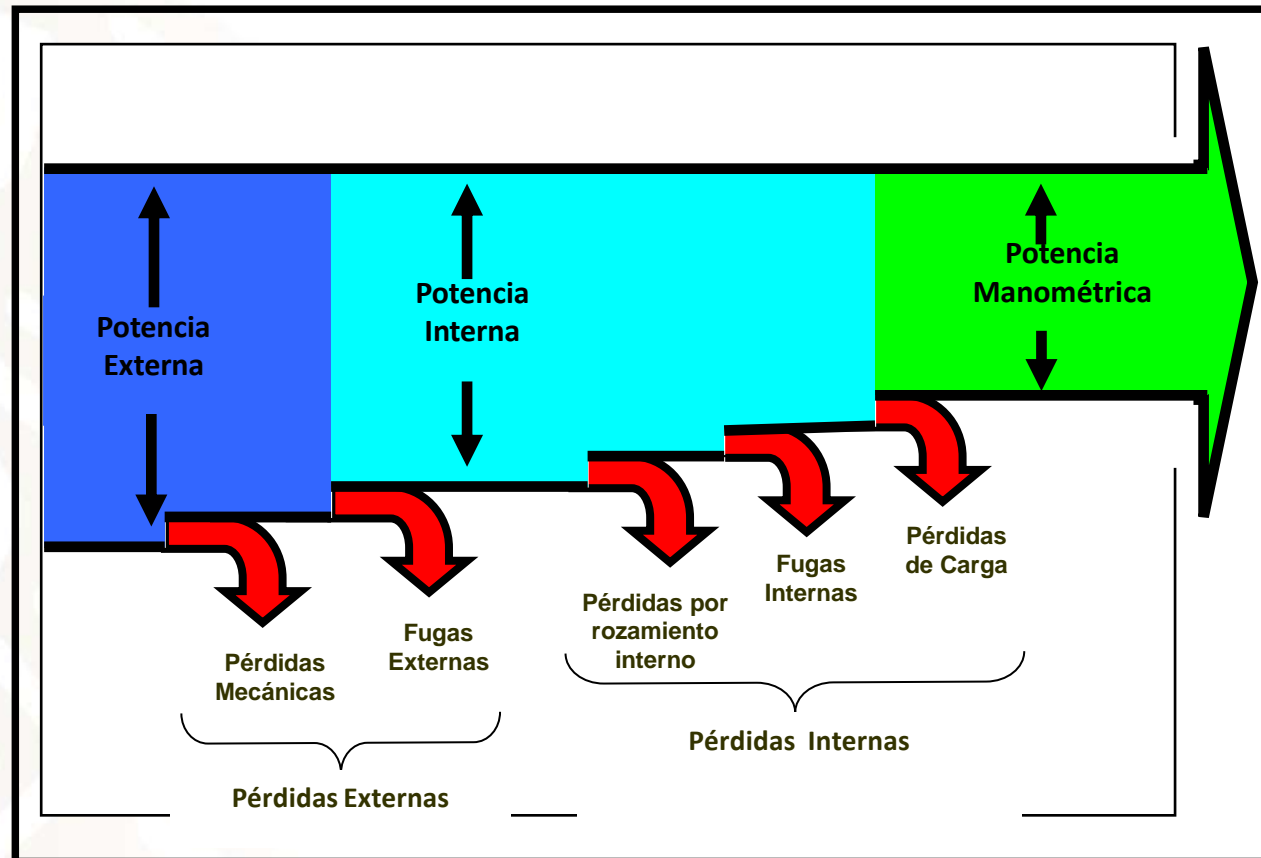 Potencia
Externa
Potencia
Interna
Potencia
Manométrica
Pérdidas
Mecánicas
Fugas
Externas
Pérdidas por
rozamiento
interno
Fugas
Internas
Pérdidas
de Carga
Pérdidas Externas
Pérdidas Internas